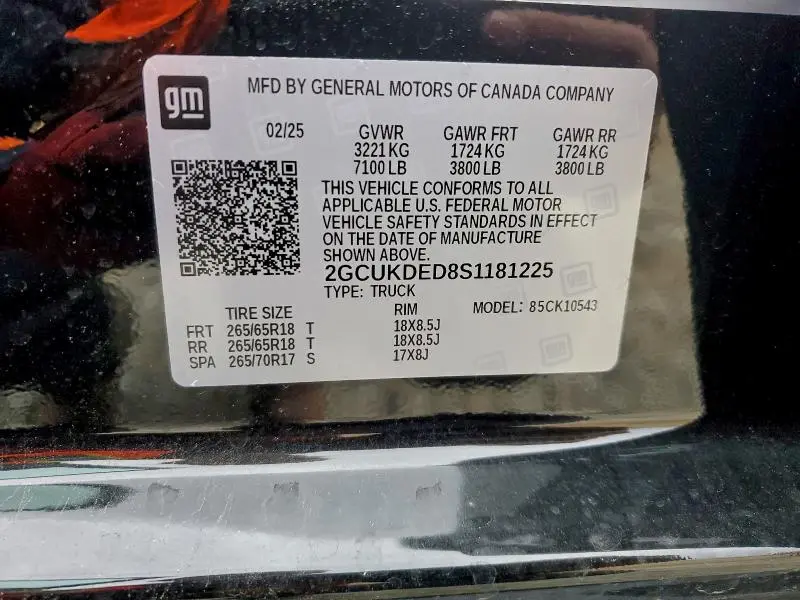 gm
MFD BY GENERAL MOTORS OF CANADA COMPANY
02/25 GVWR GAWR FRT GAWR RR
3221 KG 1724 KG 1724 KG
7100 LB 3800 LB 3800 LB
THIS VEHICLE CONFORMS TO ALL
APPLICABLE U.S. FEDERAL MOTOR
VEHICLE SAFETY STANDARDS IN EFFECT
ON THE DATE OF MANUFACTURE
SHOWN ABOVE.
2GCUKDED8S1181225
TYPE: TRUCK MODEL: 85CK10543
TIRE SIZE RIM
FRT 265/65R18 T 18X8.5J
RR 265/65R18 T 18X8.5J
SPA 265/70R17 S 17X8J